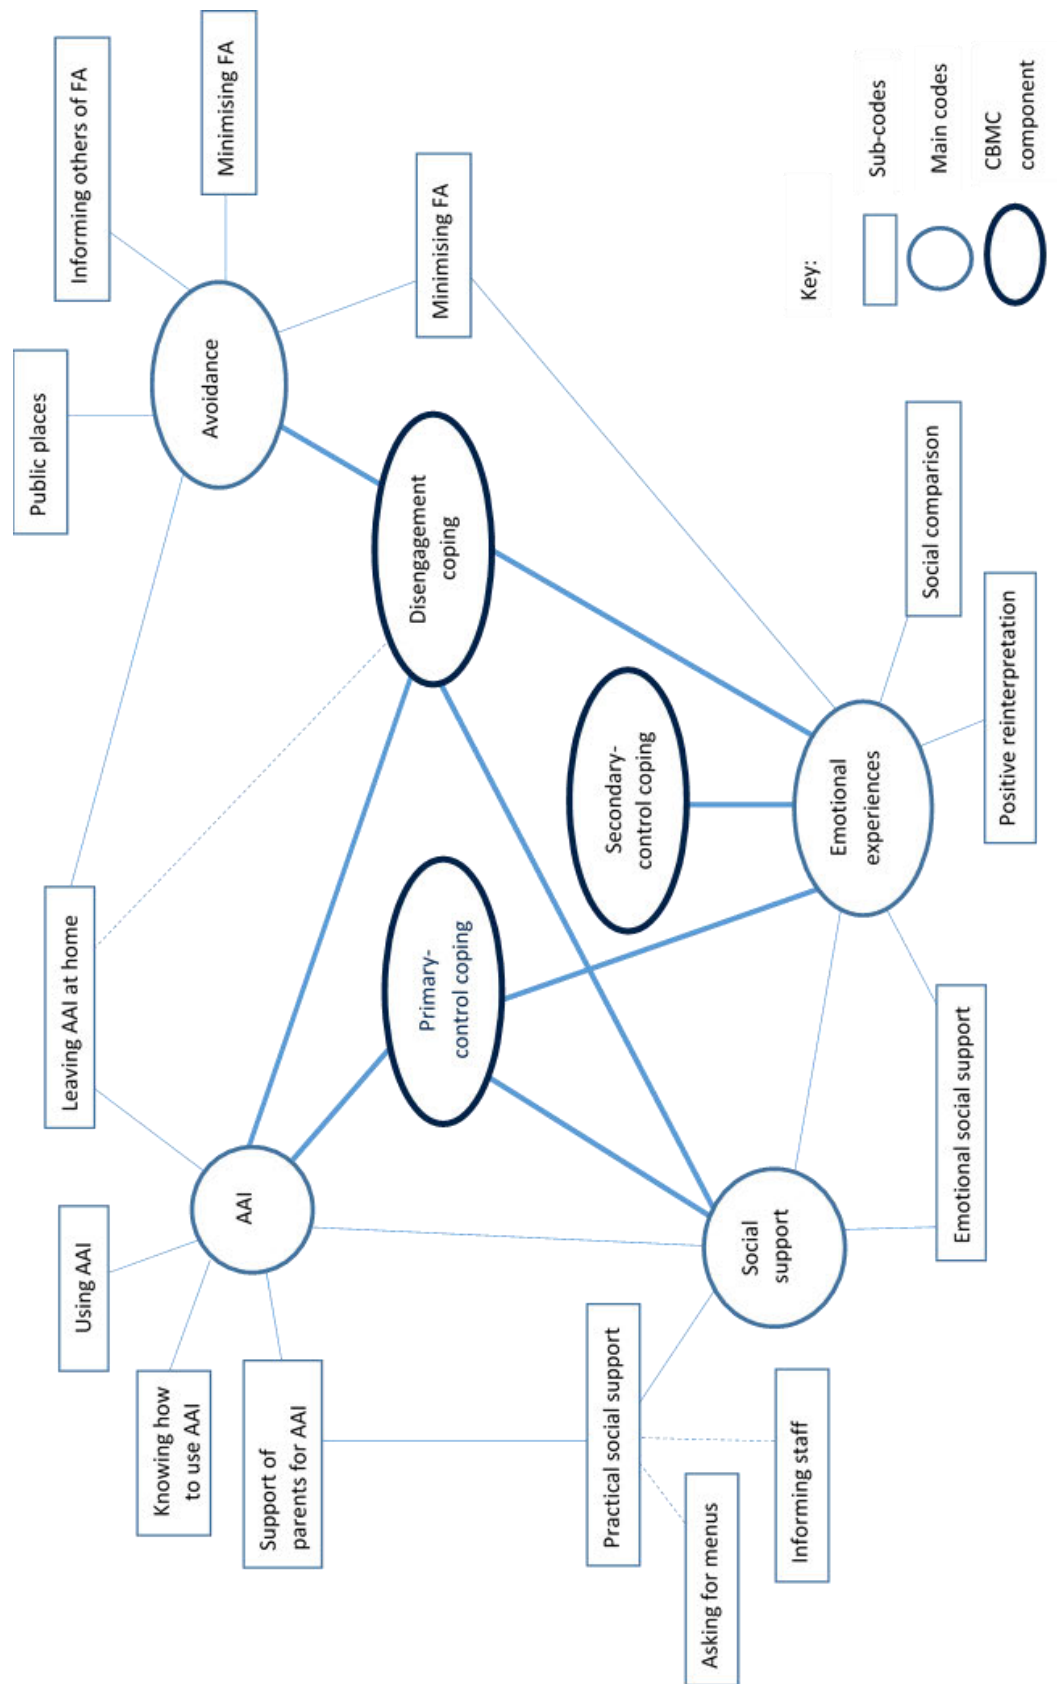 Using AAI
Leaving AAI at home
Public places
Informing others of FA
Knowing how
to use AAI
Minimising FA
AAI
Avoidance
Support of
parents for AAI
Minimising FA
Disengagement
coping
Primary-
control coping
Secondary-
control coping
Practical social support
Social
support
Emotional
experiences
Asking for menus
Informing staff
Social comparison
Emotional social support
Positive reinterpretation
Key:
Sub-codes
Main codes
CBMC
component